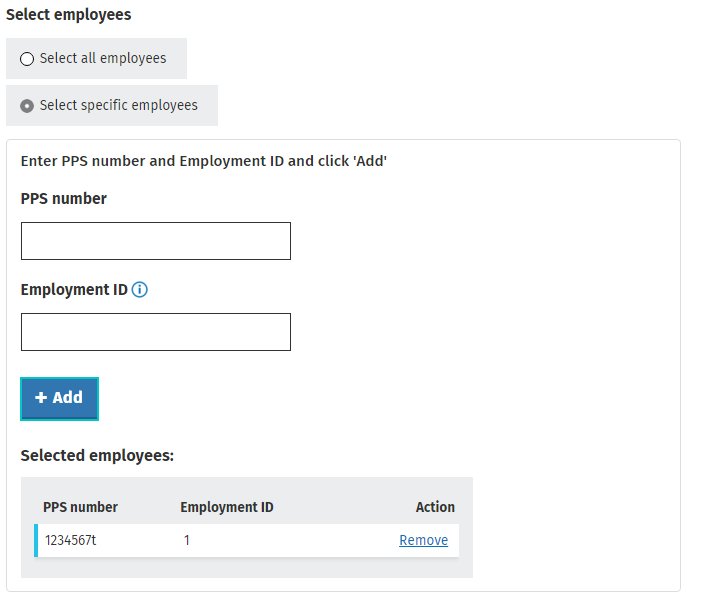 Select employees
Select all employees
Select specific employees
Enter PPS number and Employment ID and click 'Add'
PPS number
Employment ID
+ Add
Selected employees:
PPS number Employment ID Action
1234567t 1 Remove